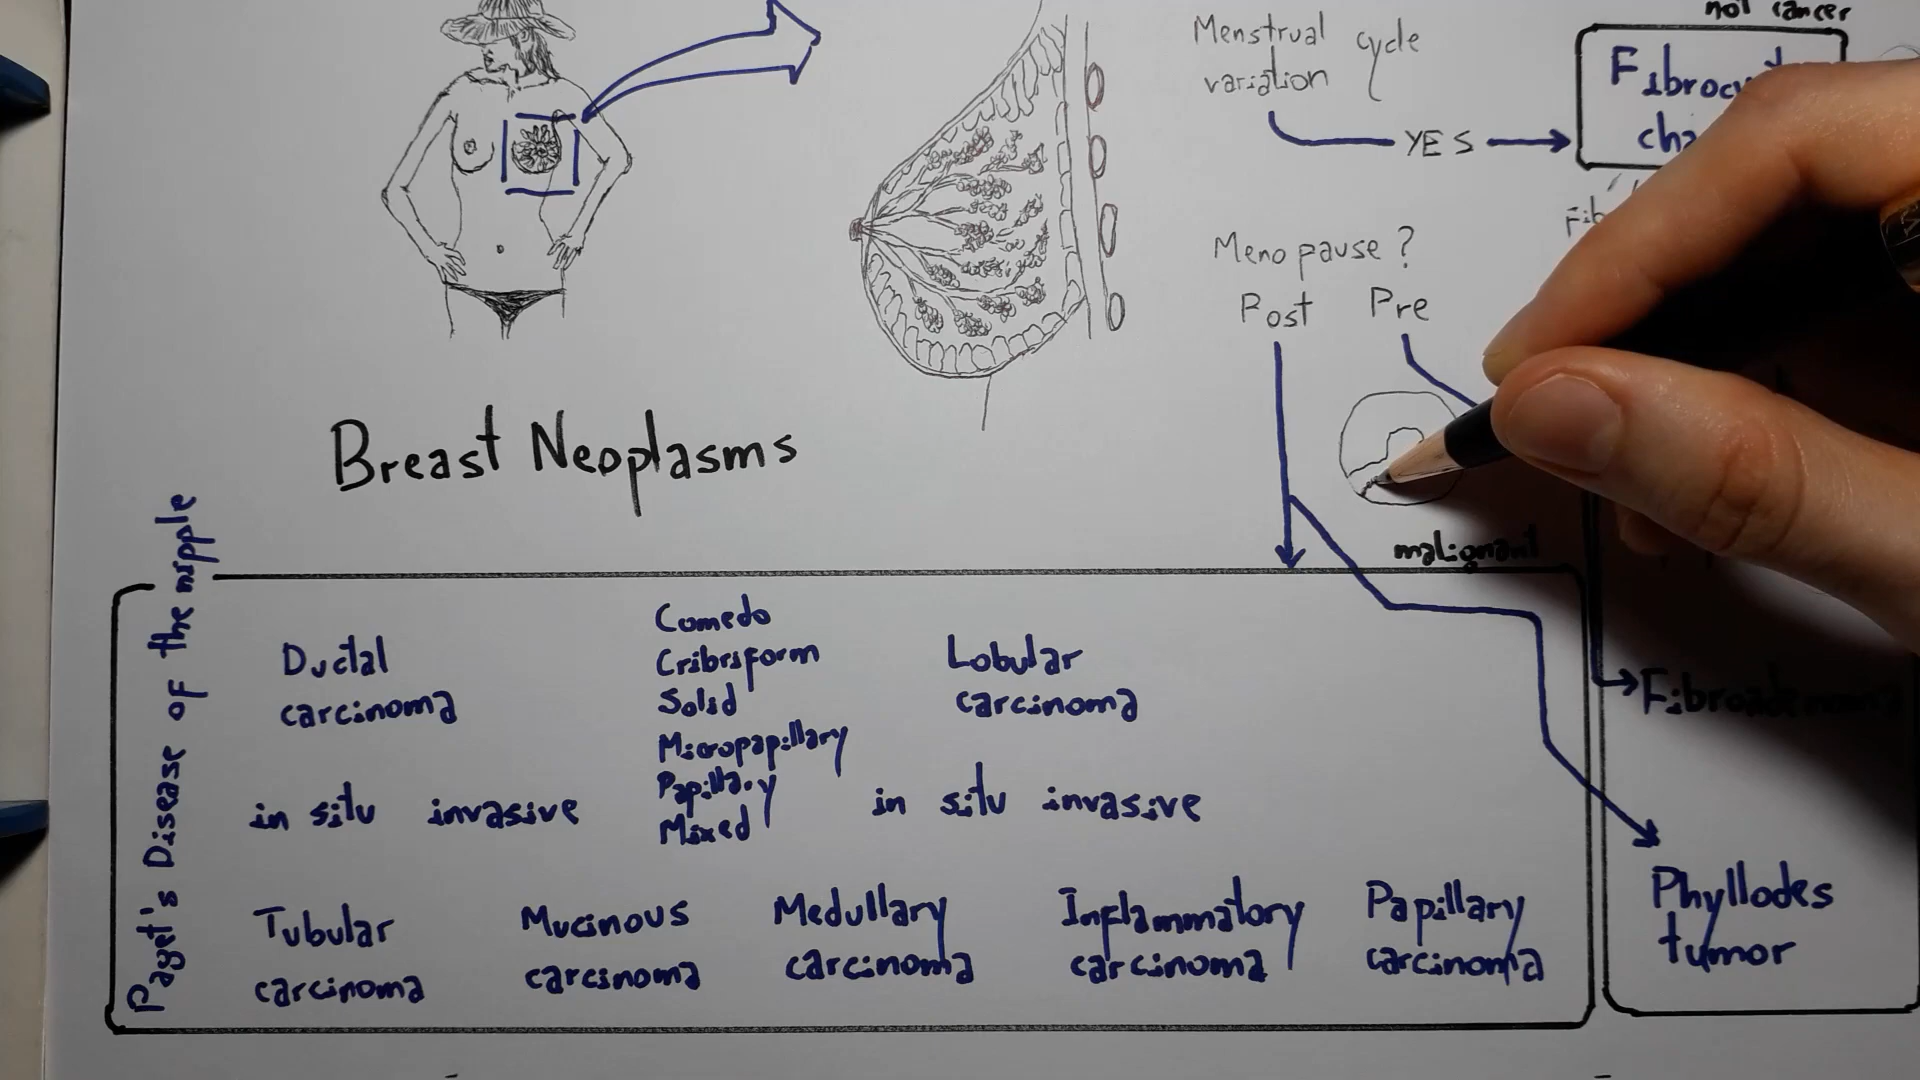 not cancer
Menstrual cycle
variation
YES
Menopause ?
Post Pre
Breast Neoplasms
malignant
Paget's Disease of the nipple
Ductal
carcinoma
in situ invasive
Comedo
Cribriform
Solid
Micropapillary
Papillary
Mixed
Lobular
carcinoma
in situ invasive
Tubular
carcinoma
Mucinous
carcinoma
Medullary
carcinoma
Inflammatory
carcinoma
Papillary
carcinoma
Fibroadenoma
Phyllodes
tumor